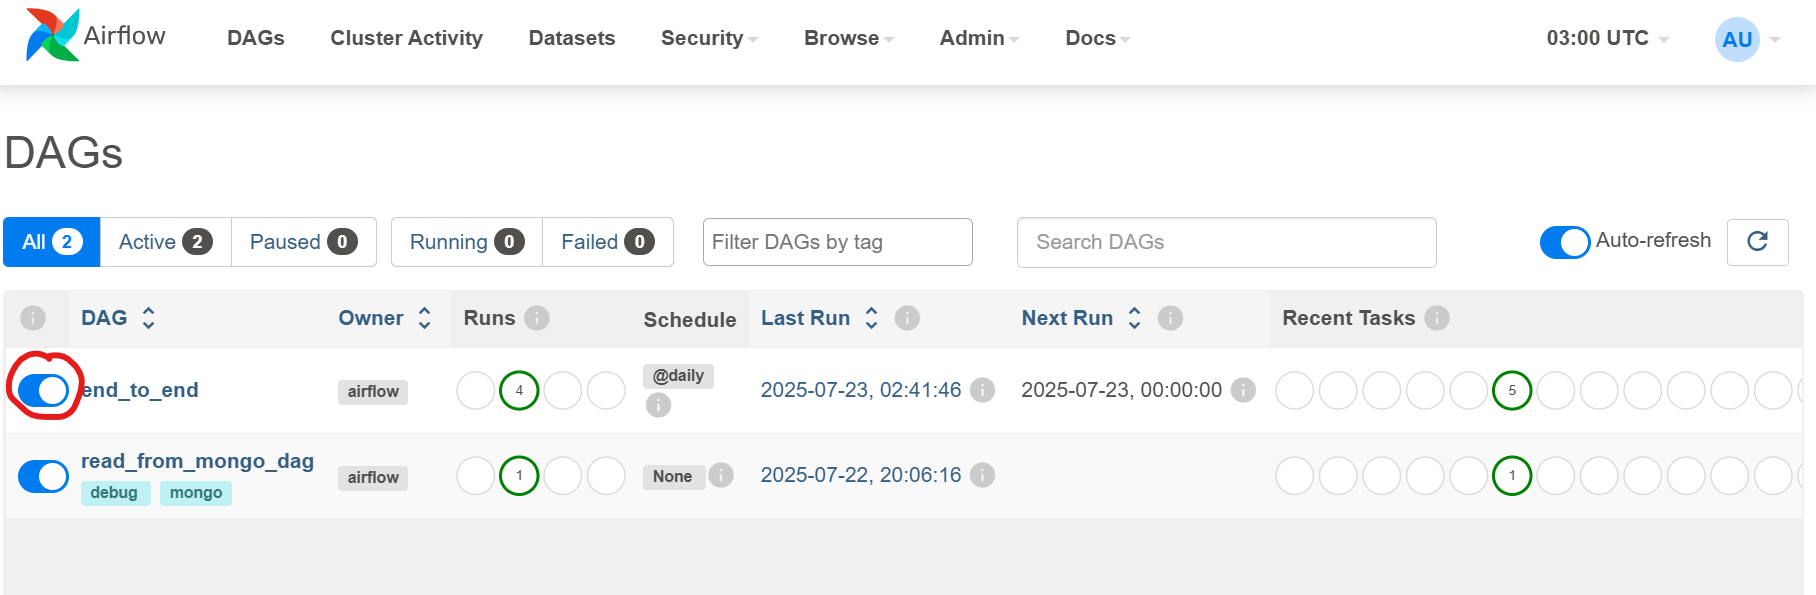 Airflow DAGs Cluster Activity Datasets Security Browse Admin Docs 03:00 UTC AU
DAGs
All 2 Active 2 Paused 0 Running 0 Failed 0 Filter DAGs by tag Search DAGs Auto-refresh
i DAG Owner Runs i Schedule Last Run i Next Run i Recent Tasks i
end_to_end airflow 4 @daily i 2025-07-23, 02:41:46 i 2025-07-23, 00:00:00 i 5
read_from_mongo_dag airflow 1 None i 2025-07-22, 20:06:16 i 1
debug mongo